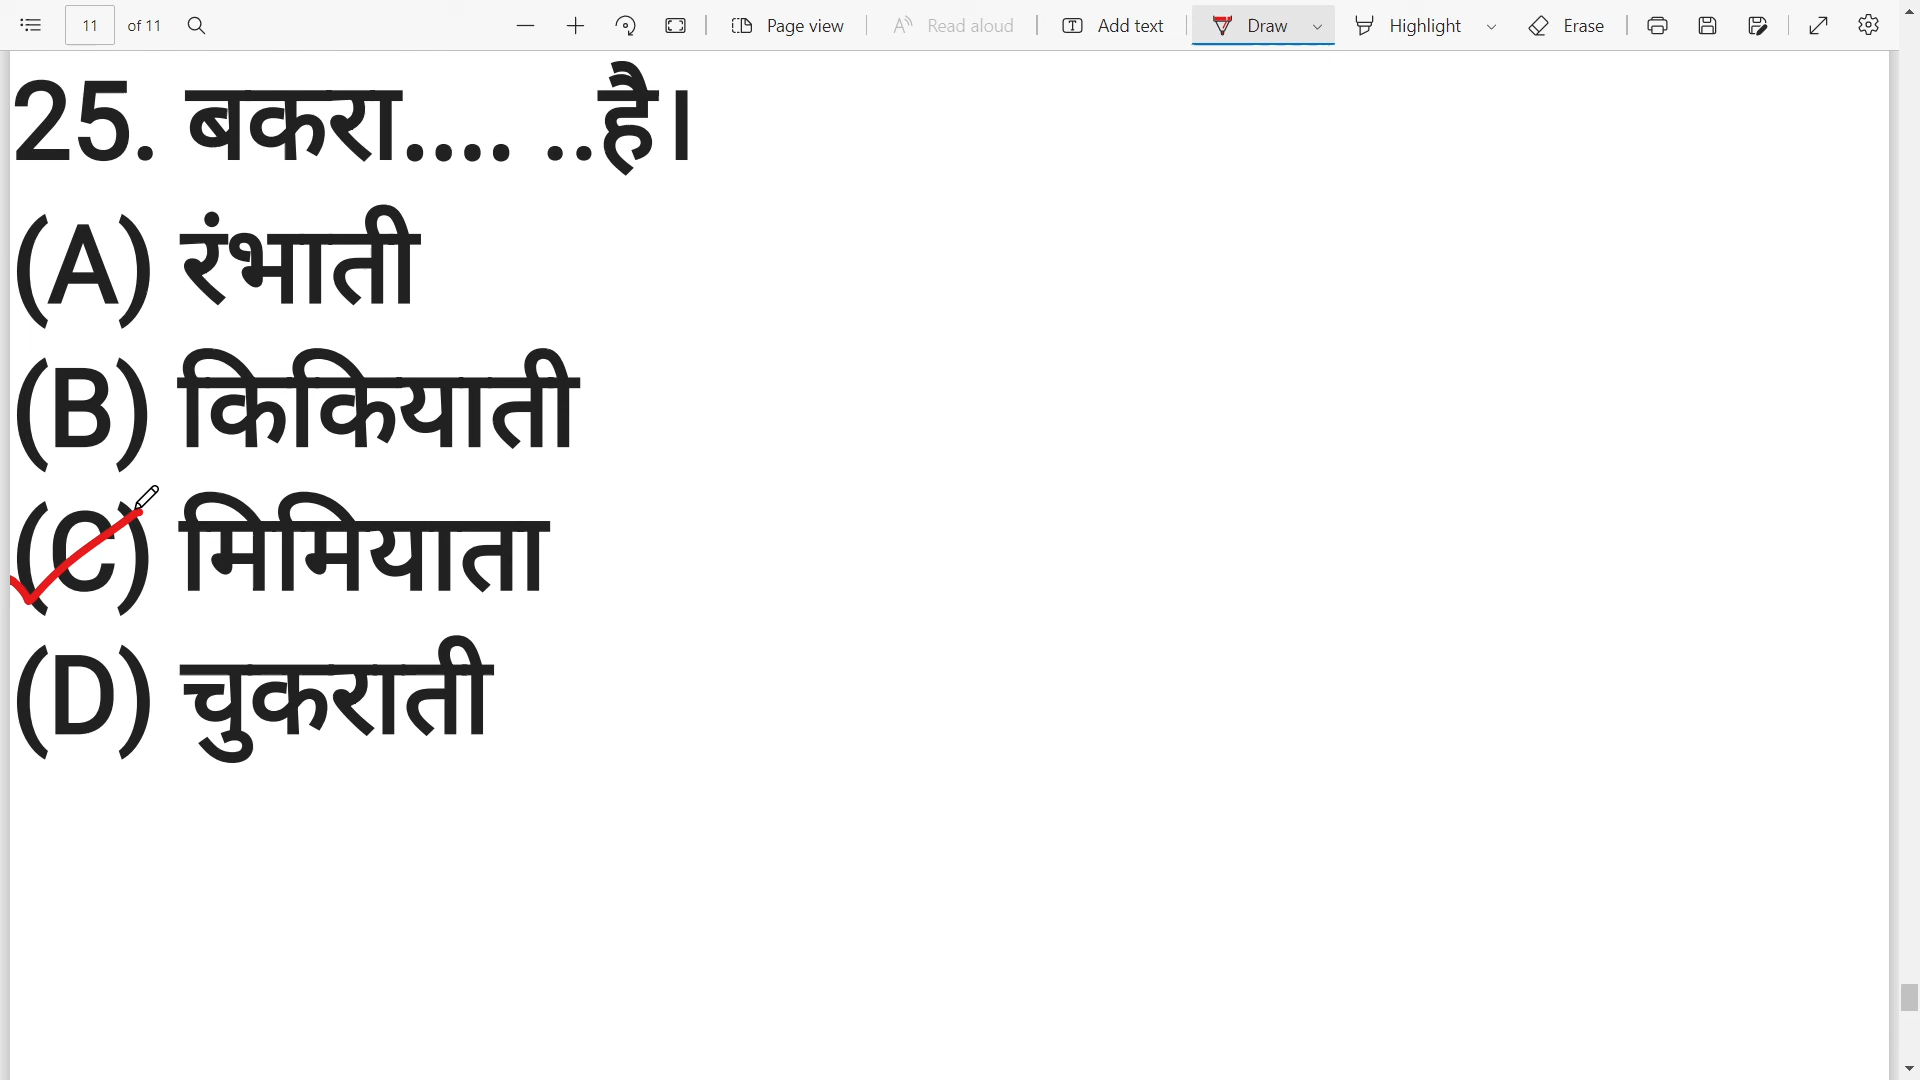 11 of 11 Page view Read aloud Add text Draw Highlight Erase
25. बकरा.... ..है।
(A) रंभाती
(B) किकियाती
(C) मिमियाता
(D) चुकराती